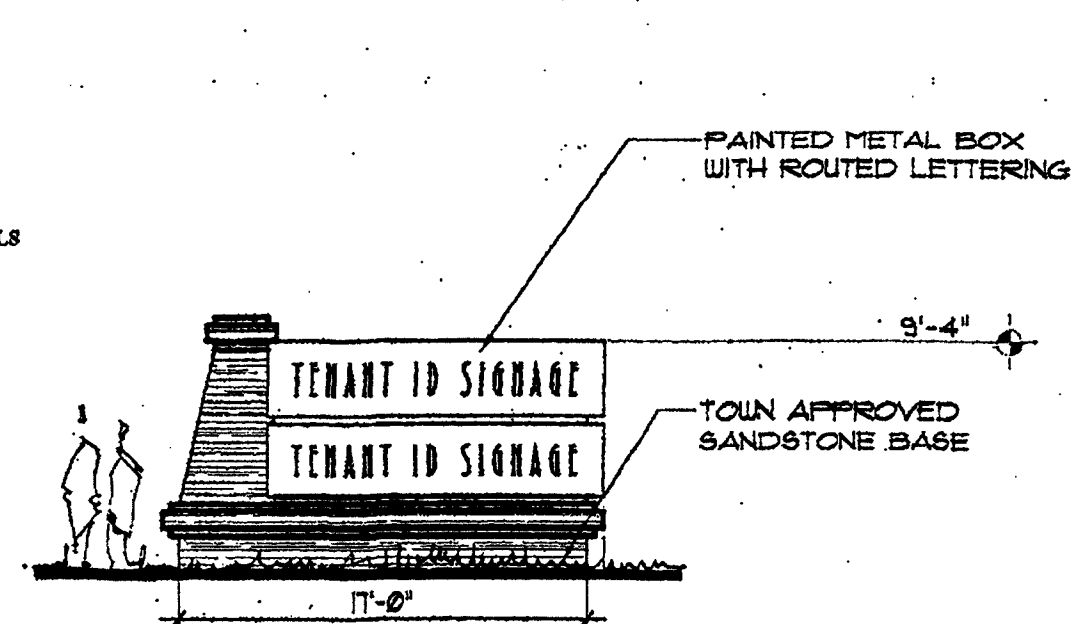 PAINTED METAL BOX
WITH ROUTED LETTERING
9'-4"
TENANT ID SIGNAGE
TENANT ID SIGNAGE
TOWN APPROVED
SANDSTONE BASE
17'-0"